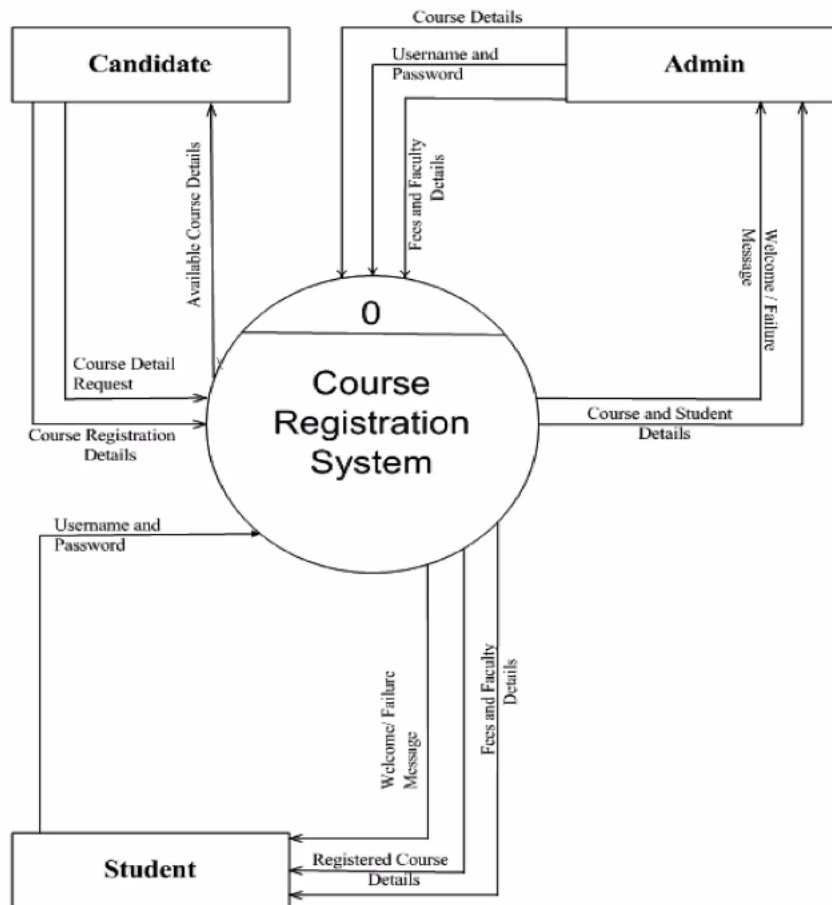 Course Details
Candidate
Username and
Password
Admin
Fees and Faculty
Details
Available Course Details
Welcome / Failure
Message
0
Course
Registration
System
Course Detail
Request
Course Registration
Details
Course and Student
Details
Username and
Password
Welcome/ Failure
Message
Fees and Faculty
Details
Student
Registered Course
Details